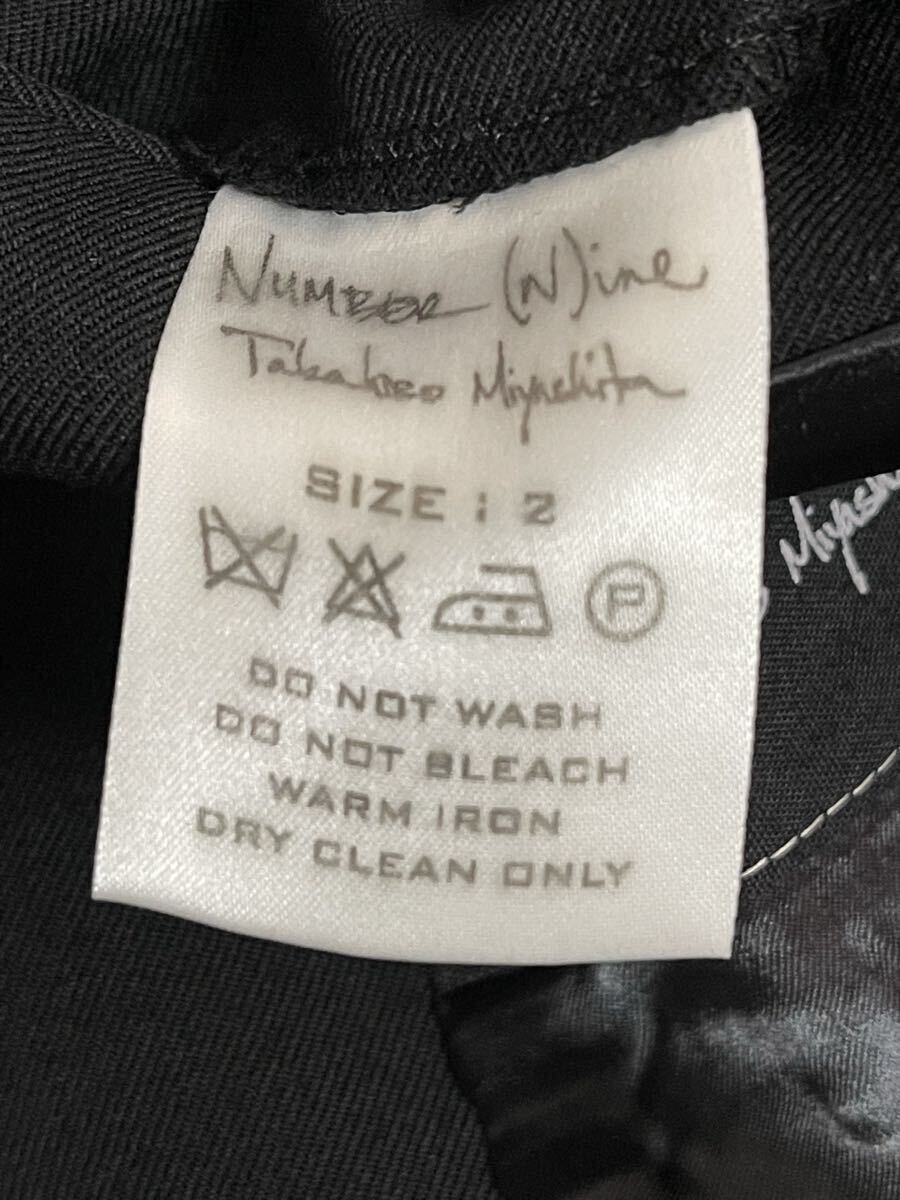 NUMBER (N)ine
Takahiro Miyashita
SIZE : 2
P
DO NOT WASH
DO NOT BLEACH
WARM IRON
DRY CLEAN ONLY